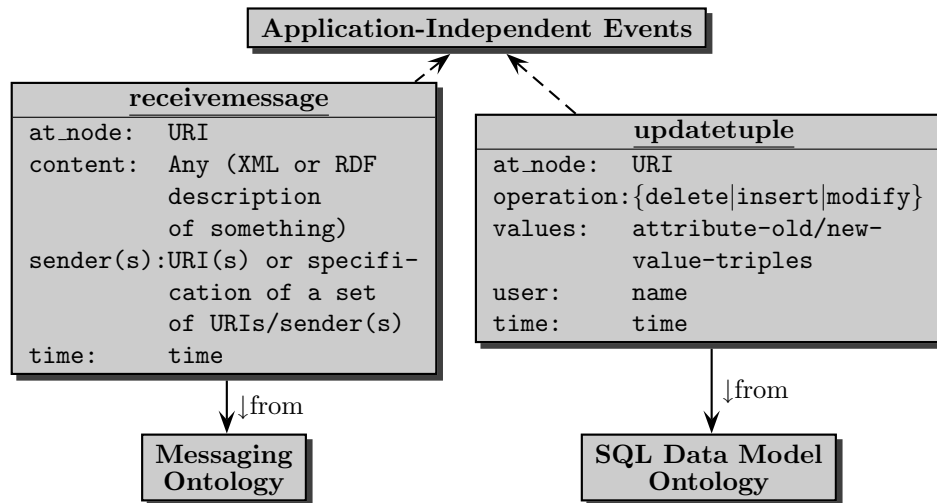 Application-Independent Events
receivemessage
at_node: URI
content: Any (XML or RDF
description
of something)
sender(s):URI(s) or specifi-
cation of a set
of URIs/sender(s)
time: time
updatetuple
at_node: URI
operation:{delete|insert|modify}
values: attribute-old/new-
value-triples
user: name
time: time
↓from
↓from
Messaging
Ontology
SQL Data Model
Ontology